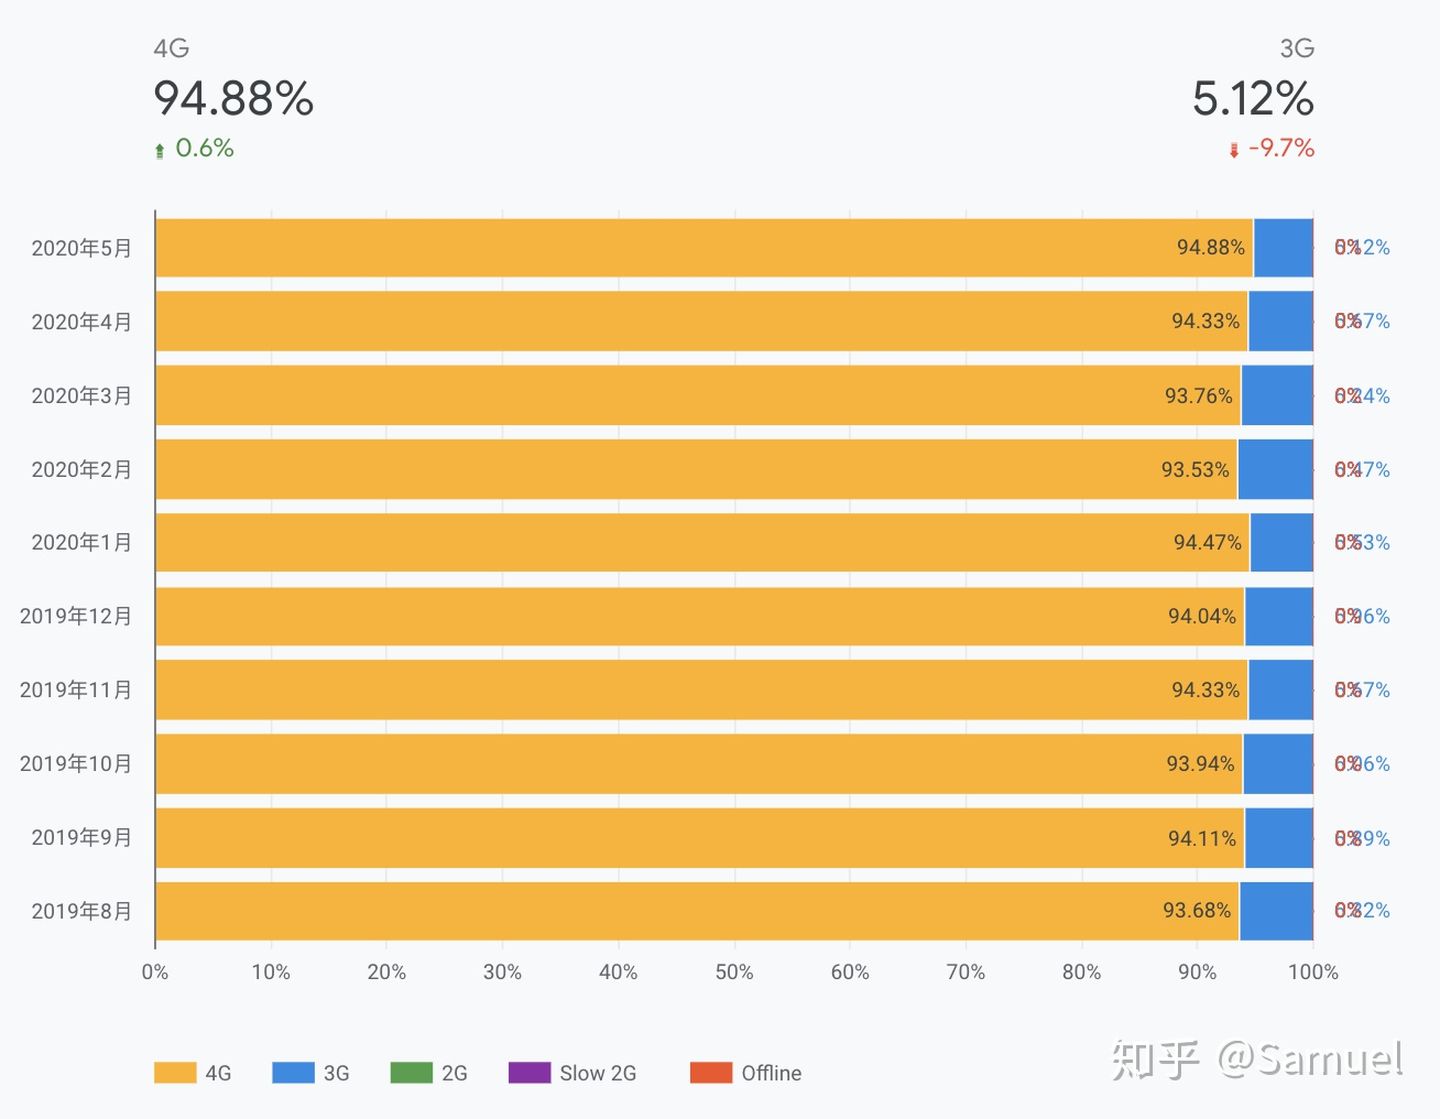 4G
3G
94.88%
5.12%
0.6%
-9.7%
2020年5月 94.88%
2020年4月 94.33%
2020年3月 93.76%
2020年2月 93.53%
2020年1月 94.47%
2019年12月 94.04%
2019年11月 94.33%
2019年10月 93.94%
2019年9月 94.11%
2019年8月 93.68%
0% 10% 20% 30% 40% 50% 60% 70% 80% 90% 100%
4G 3G 2G Slow 2G Offline
知乎 @Samuel